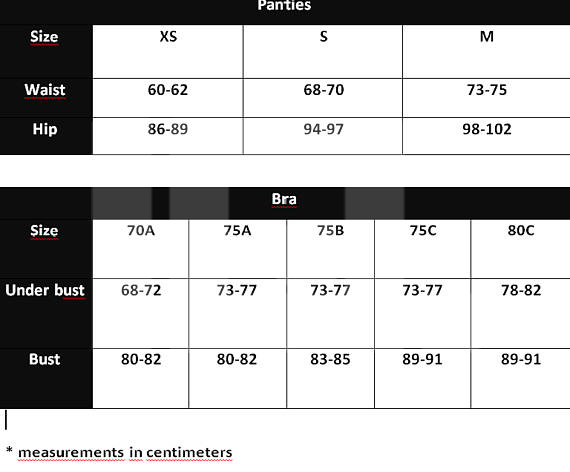 Panties
Size XS S M
Waist 60-62 68-70 73-75
Hip 86-89 94-97 98-102
Bra
Size 70A 75A 75B 75C 80C
Under bust 68-72 73-77 73-77 73-77 78-82
Bust 80-82 80-82 83-85 89-91 89-91
* measurements in centimeters